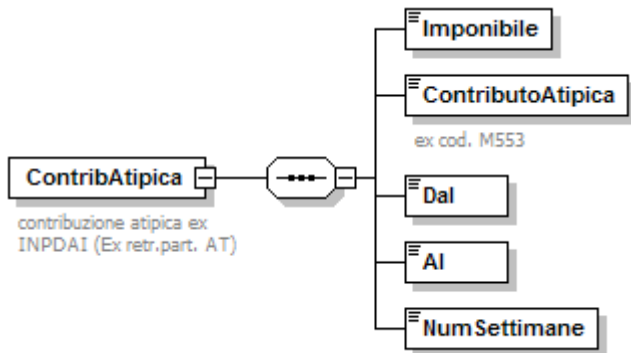 Imponibile
ContributoAtipica
ex cod. M553
ContribAtipica
contribuzione atipica ex
INPDAI (Ex retr.part. AT)
Dal
Al
NumSettimane